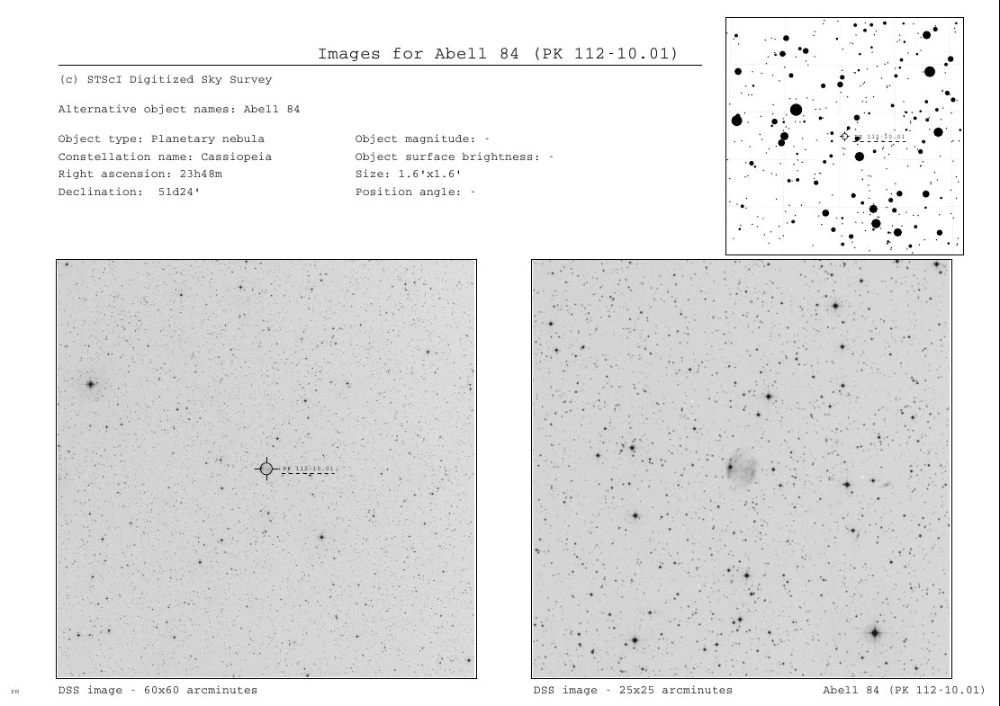 Images for Abell 84 (PK 112-10.01)
(c) STScI Digitized Sky Survey
Alternative object names: Abell 84
Object type: Planetary nebula
Constellation name: Cassiopeia
Right ascension: 23h48m
Declination:  51d24'
Object magnitude: -
Object surface brightness: -
Size: 1.6'x1.6'
Position angle: -
PK 112-10.01
PK 112-10.01
DSS image - 60x60 arcminutes
DSS image - 25x25 arcminutes
Abell 84 (PK 112-10.01)
PN